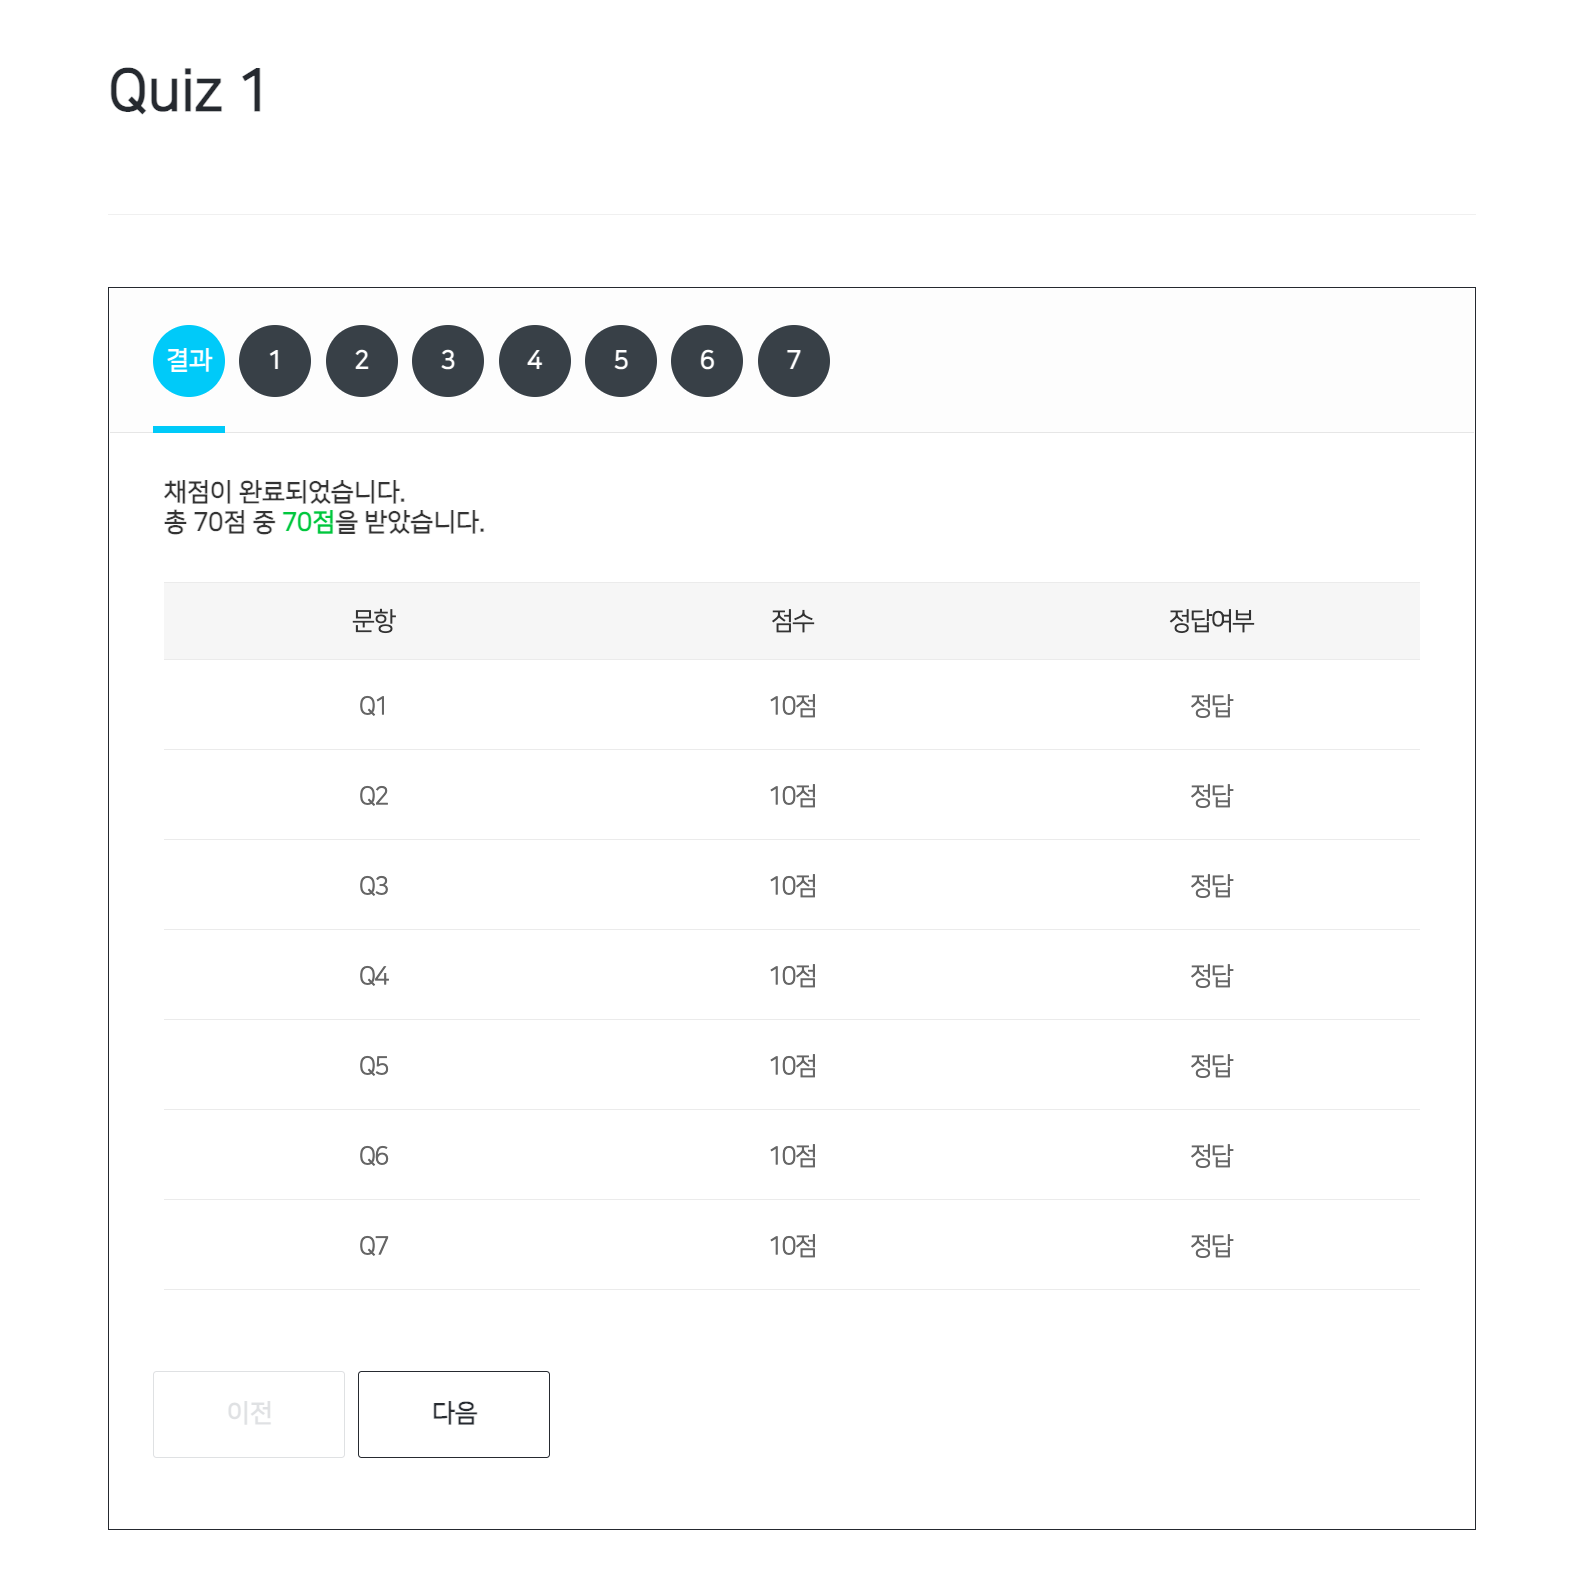 Quiz 1
결과 1 2 3 4 5 6 7
채점이 완료되었습니다.
총 70점 중 70점을 받았습니다.
문항 점수 정답여부
Q1 10점 정답
Q2 10점 정답
Q3 10점 정답
Q4 10점 정답
Q5 10점 정답
Q6 10점 정답
Q7 10점 정답
이전 다음